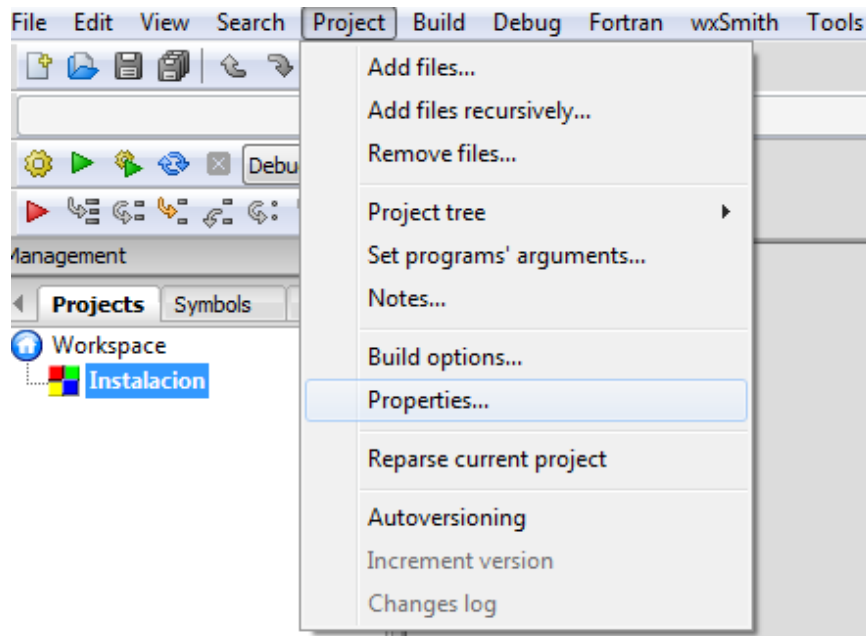 File Edit View Search Project Build Debug Fortran wxSmith Tools
Add files...
Add files recursively...
Remove files...
Project tree
Set programs' arguments...
Notes...
Build options...
Properties...
Reparse current project
Autoversioning
Increment version
Changes log
Debu
Management
Projects Symbols
Workspace
Instalacion